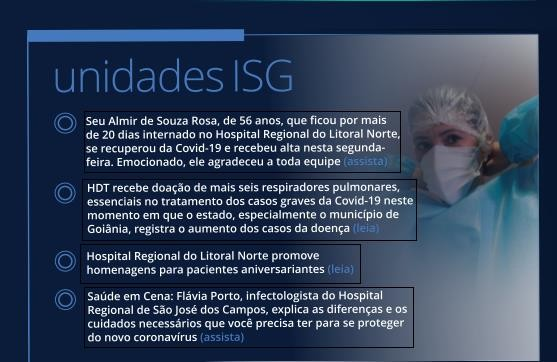 unidades ISG
Seu Almir de Souza Rosa, de 56 anos, que ficou por mais
de 20 dias internado no Hospital Regional do Litoral Norte,
se recuperou da Covid-19 e recebeu alta nesta segunda-
feira. Emocionado, ele agradeceu a toda equipe (assista)
HDT recebe doação de mais seis respiradores pulmonares,
essenciais no tratamento dos casos graves da Covid-19 neste
momento em que o estado, especialmente o município de
Goiânia, registra o aumento dos casos da doença (leia)
Hospital Regional do Litoral Norte promove
homenagens para pacientes aniversariantes (leia)
Saúde em Cena: Flávia Porto, infectologista do Hospital
Regional de São José dos Campos, explica as diferenças e os
cuidados necessários que você precisa ter para se proteger
do novo coronavírus (assista)